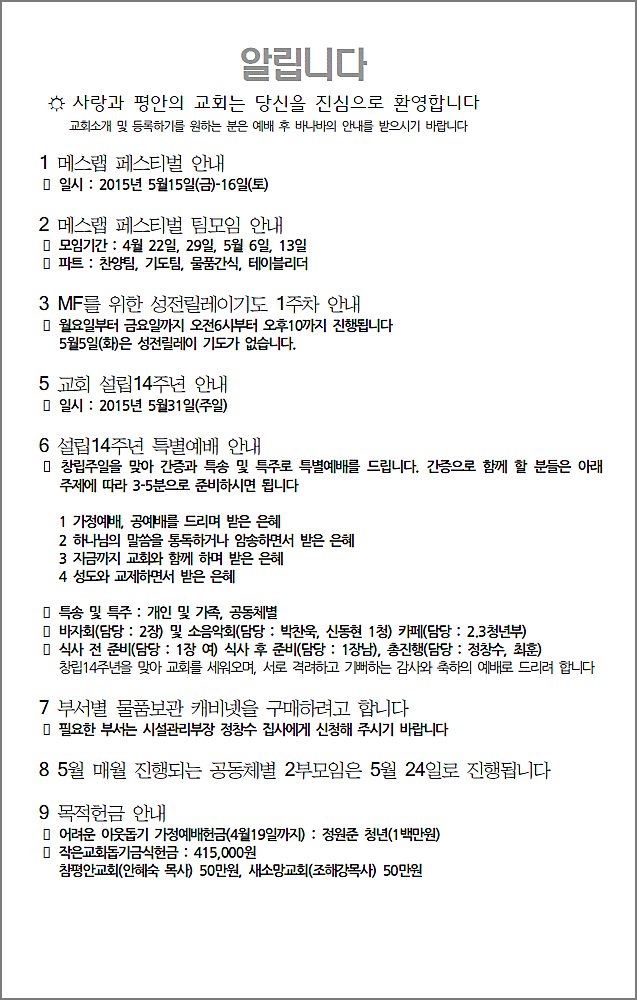 알립니다
☼ 사랑과 평안의 교회는 당신을 진심으로 환영합니다
교회소개 및 등록하기를 원하는 분은 예배 후 바나바의 안내를 받으시기 바랍니다
1 메스랩 페스티벌 안내
▯ 일시 : 2015년 5월15일(금)-16일(토)
2 메스랩 페스티벌 팀모임 안내
▯ 모임기간 : 4월 22일, 29일, 5월 6일, 13일
▯ 파트 : 찬양팀, 기도팀, 물품간식, 테이블리더
3 MF를 위한 성전릴레이기도 1주차 안내
▯ 월요일부터 금요일까지 오전6시부터 오후10까지 진행됩니다
5월5일(화)은 성전릴레이 기도가 없습니다.
5 교회 설립14주년 안내
▯ 일시 : 2015년 5월31일(주일)
6 설립14주년 특별예배 안내
▯ 창립주일을 맞아 간증과 특송 및 특주로 특별예배를 드립니다. 간증으로 함께 할 분들은 아래
주제에 따라 3-5분으로 준비하시면 됩니다
1 가정예배, 공예배를 드리며 받은 은혜
2 하나님의 말씀을 통독하거나 암송하면서 받은 은혜
3 지금까지 교회와 함께 하며 받은 은혜
4 성도와 교제하면서 받은 은혜
▯ 특송 및 특주 : 개인 및 가족, 공동체별
▯ 바자회(담당 : 2장) 및 소음악회(담당 : 박찬욱, 신동현 1청) 카페(담당 : 2.3청년부)
▯ 식사 전 준비(담당 : 1장 여) 식사 후 준비(담당 : 1장남), 총진행(담당 : 정창수, 최훈)
창립14주년을 맞아 교회를 세워오며, 서로 격려하고 기뻐하는 감사와 축하의 예배로 드리려 합니다
7 부서별 물품보관 캐비넷을 구매하려고 합니다
▯ 필요한 부서는 시설관리부장 정창수 집사에게 신청해 주시기 바랍니다
8 5월 매월 진행되는 공동체별 2부모임은 5월 24일로 진행됩니다
9 목적헌금 안내
▯ 어려운 이웃돕기 가정예배헌금(4월19일까지) : 정원준 청년(1백만원)
▯ 작은교회돕기금식헌금 : 415,000원
참평안교회(안혜숙 목사) 50만원, 새소망교회(조해강목사) 50만원